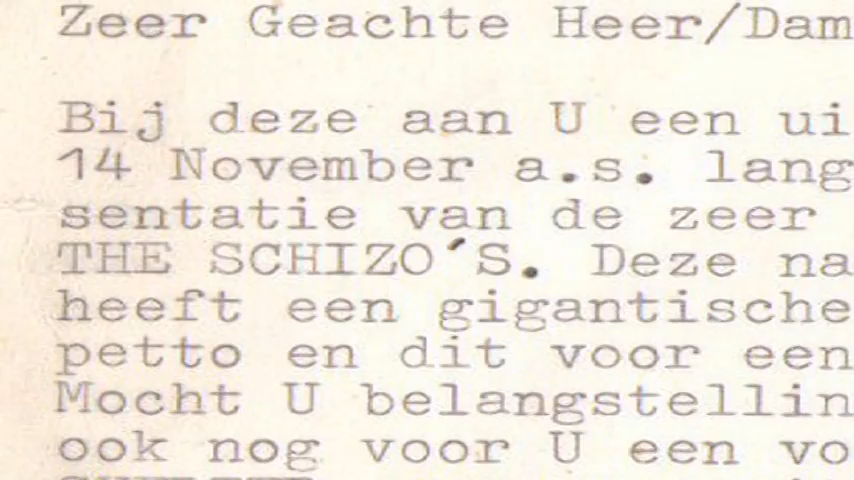 Zeer Geachte Heer/Dam
Bij deze aan U een ui
14 November a.s. lang
sentatie van de zeer
THE SCHIZO'S. Deze na
heeft een gigantische
petto en dit voor een
Mocht U belangstellin
ook nog voor U een vo